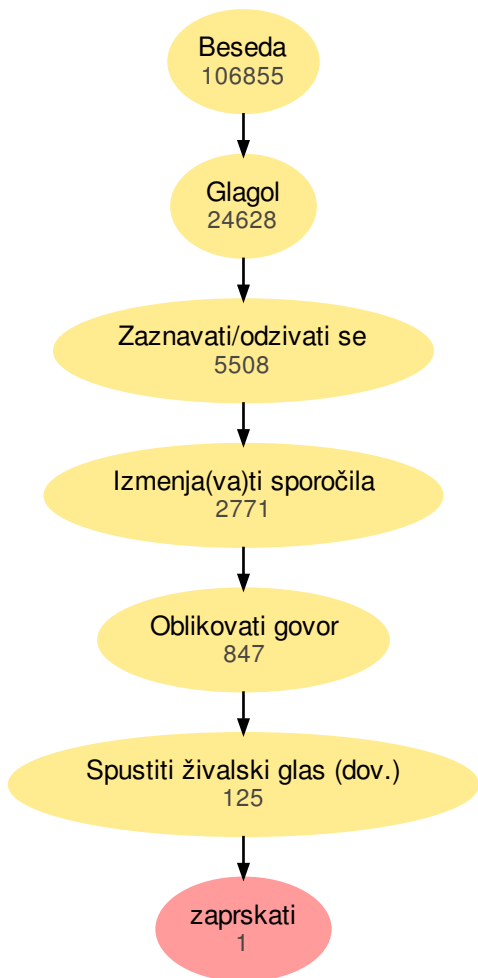 Beseda
106855
Glagol
24628
Zaznavati/odzivati se
5508
Izmenja(va)ti sporočila
2771
Oblikovati govor
847
Spustiti živalski glas (dov.)
125
zaprskati
1